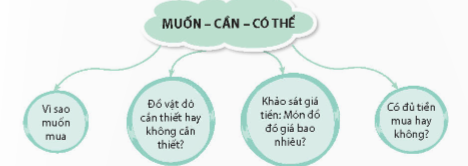 MUỐN – CẦN – CÓ THỂ
Vì sao
muốn
mua
Đồ vật đó
cần thiết hay
không cần
thiết?
Khảo sát giá
tiền: Món đồ
đó giá bao
nhiêu?
Có đủ tiền
mua hay
không?